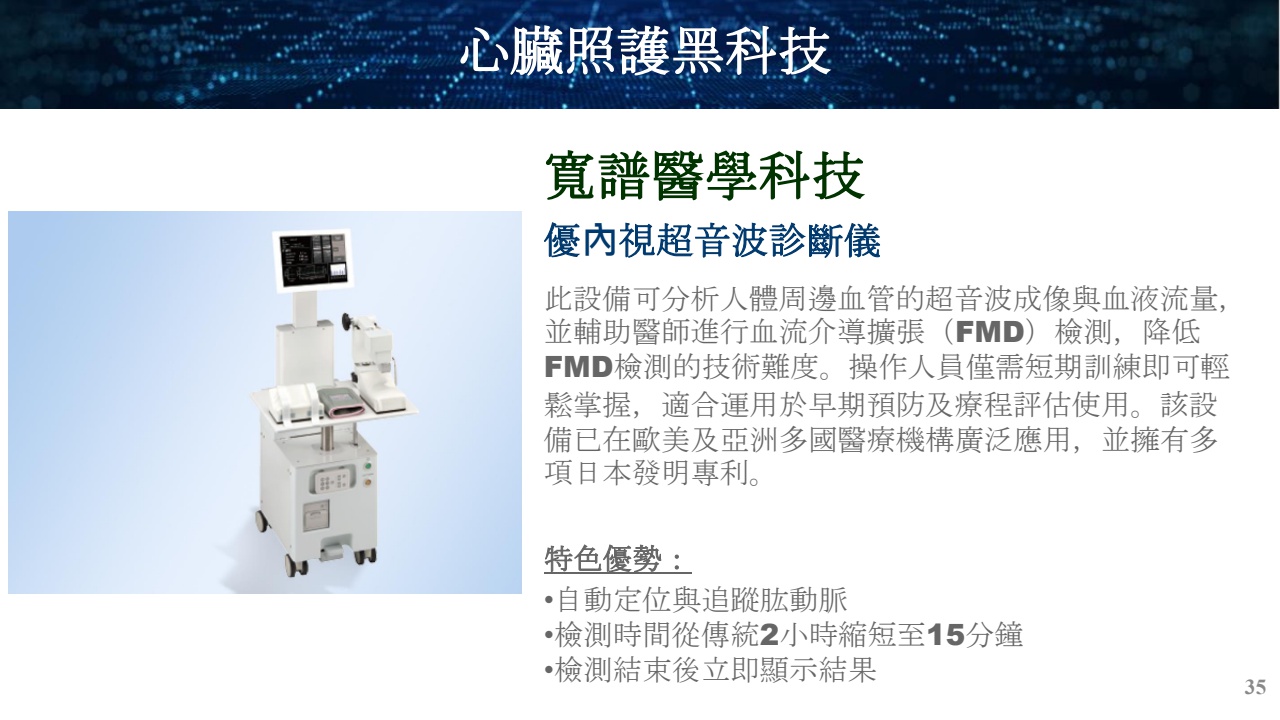 心臟照護黑科技
寬譜醫學科技
優內視超音波診斷儀
此設備可分析人體周邊血管的超音波成像與血液流量，
並輔助醫師進行血流介導擴張（FMD）檢測，降低
FMD檢測的技術難度。操作人員僅需短期訓練即可輕
鬆掌握，適合運用於早期預防及療程評估使用。該設
備已在歐美及亞洲多國醫療機構廣泛應用，並擁有多
項日本發明專利。
特色優勢：
•自動定位與追蹤肱動脈
•檢測時間從傳統2小時縮短至15分鐘
•檢測結束後立即顯示結果
35